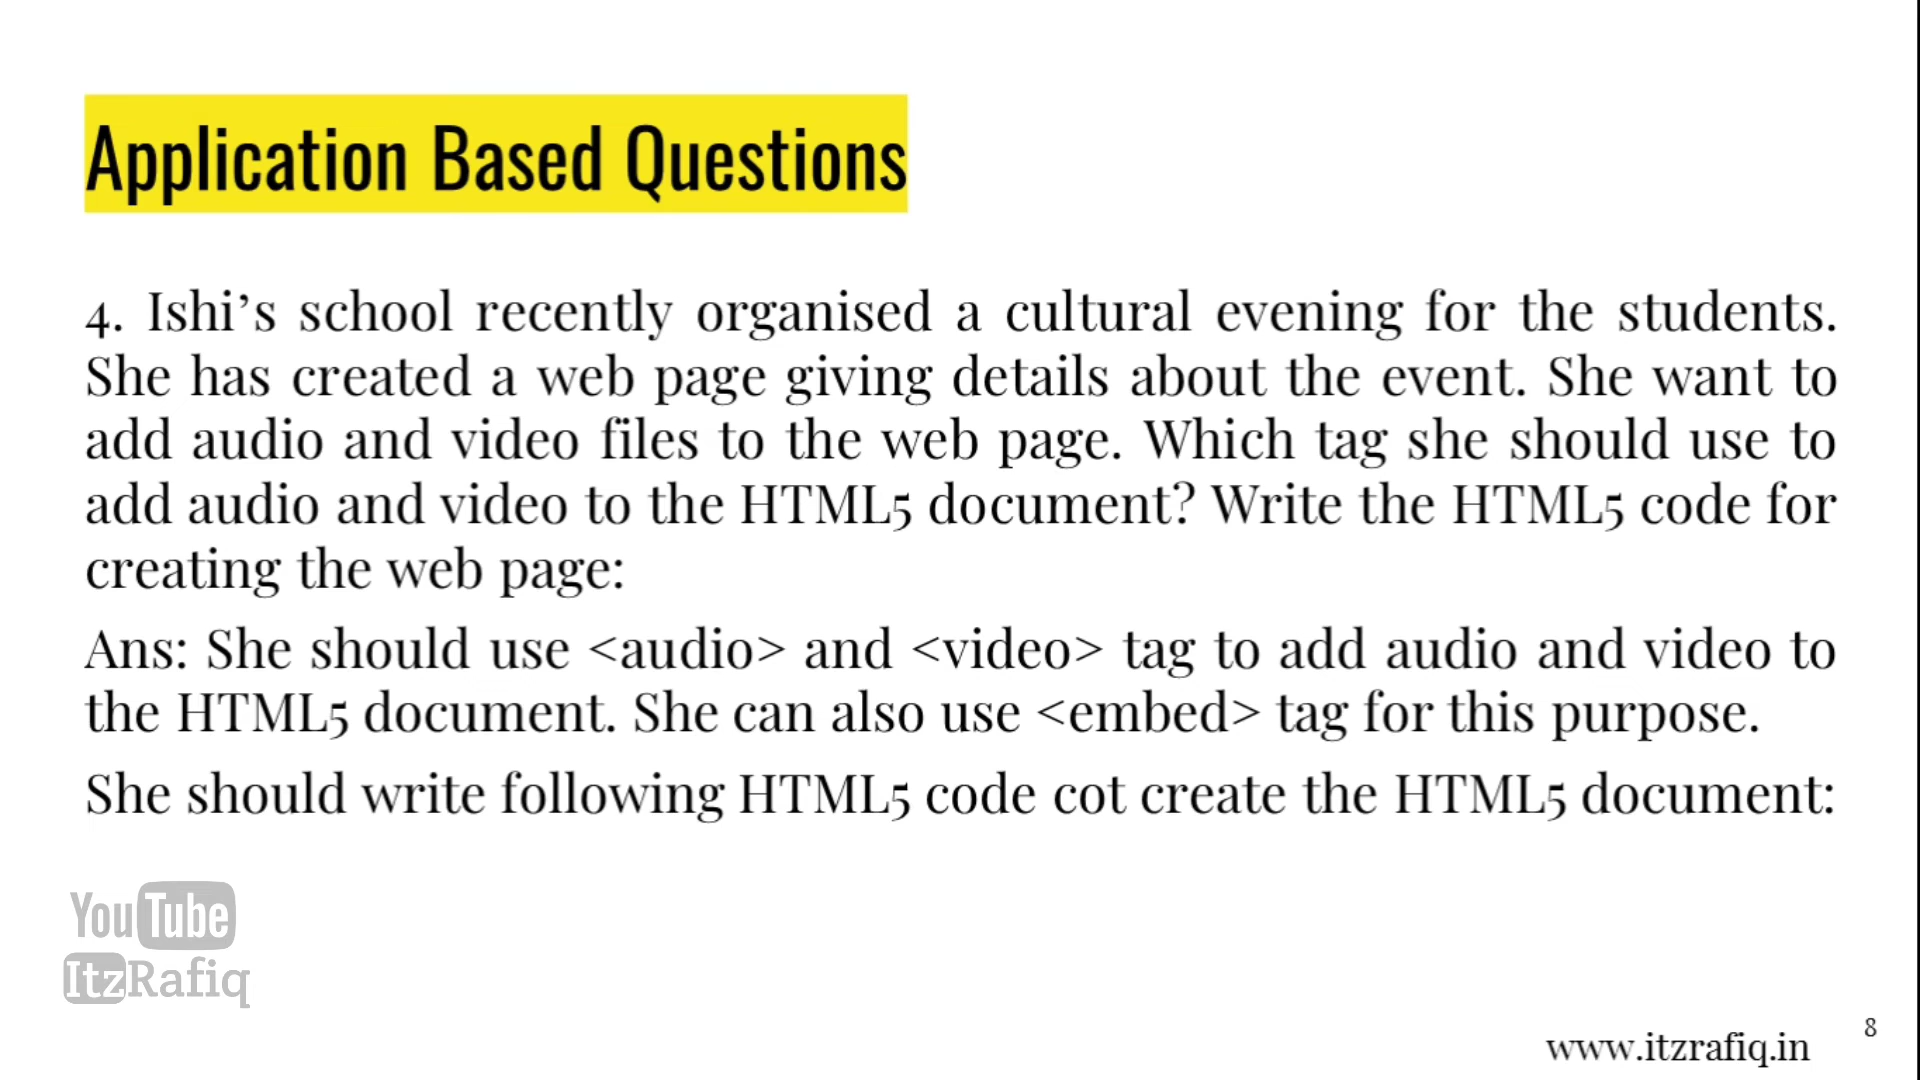 Application Based Questions
4. Ishi’s school recently organised a cultural evening for the students.
She has created a web page giving details about the event. She want to
add audio and video files to the web page. Which tag she should use to
add audio and video to the HTML5 document? Write the HTML5 code for
creating the web page:
Ans: She should use <audio> and <video> tag to add audio and video to
the HTML5 document. She can also use <embed> tag for this purpose.
She should write following HTML5 code cot create the HTML5 document:
YouTube
ItzRafiq
8
www.itzrafiq.in